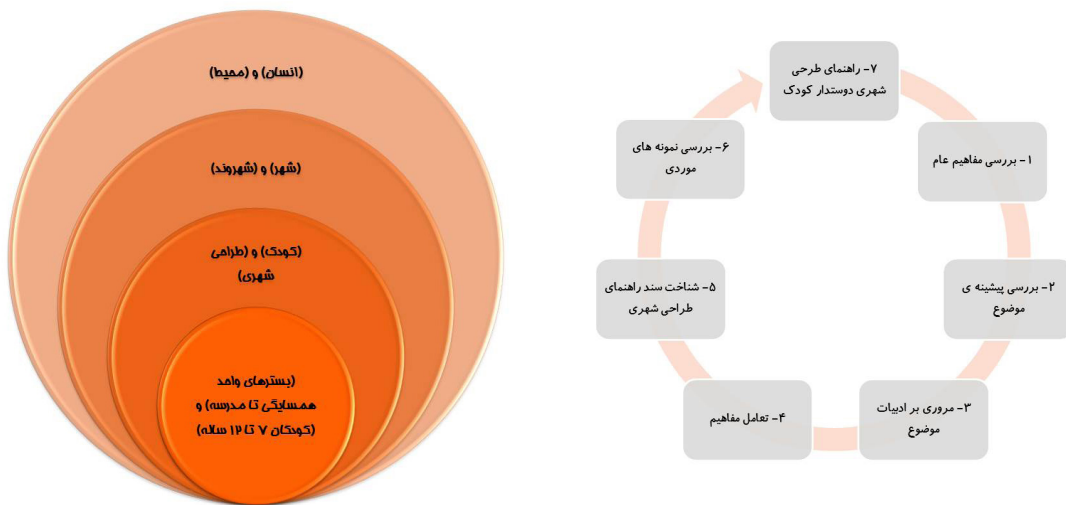 (انسان) و (محیط)
(شهر) و (شهروند)
(کودک) و (طراحی
شهری)
(بسترهای واحد
همسایگی تا مدرسه) و
(کودکان ۷ تا ۱۲ ساله)
۷- راهنمای طرحی
شهری دوستدار کودک
۱- بررسی مفاهیم عام
۲- بررسی پیشینه ی
موضوع
۳- مروری بر ادبیات
موضوع
۴- تعامل مفاهیم
۵- شناخت سند راهنمای
طراحی شهری
۶- بررسی نمونه های
موردی